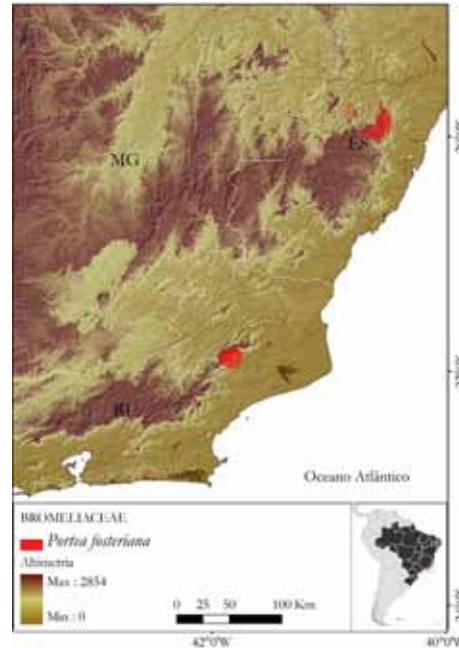 MG
ES
RJ
Oceano Atlântico
BROMELIACEAE
Portea fosteriana
Altimetria
Max : 2854
Min : 0
0 25 50 100 Km
42°0'W
40°0'W